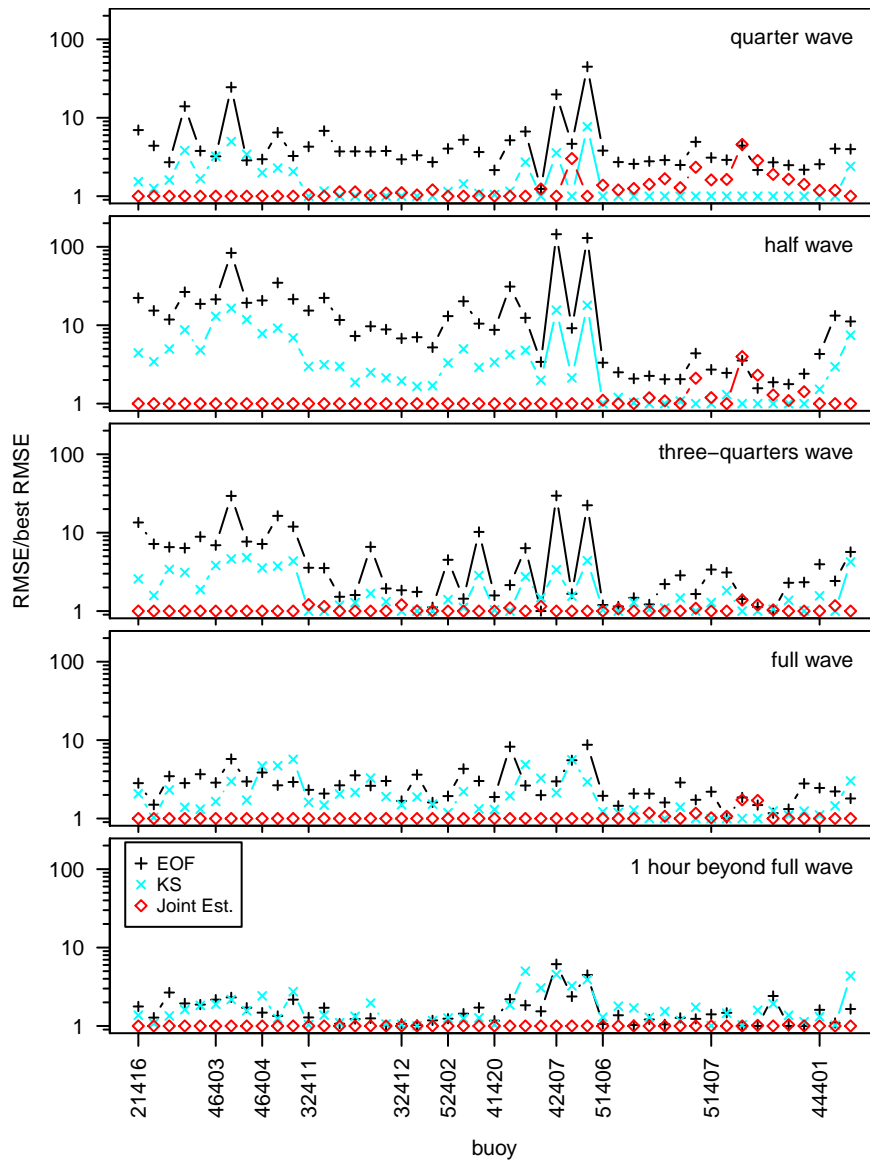 quarter wave
100
10
1
half wave
100
10
1
three−quarters wave
100
10
1
RMSE/best RMSE
full wave
100
10
1
1 hour beyond full wave
EOF
KS
Joint Est.
100
10
1
21416
46403
46404
32411
32412
52402
41420
42407
51406
51407
44401
buoy